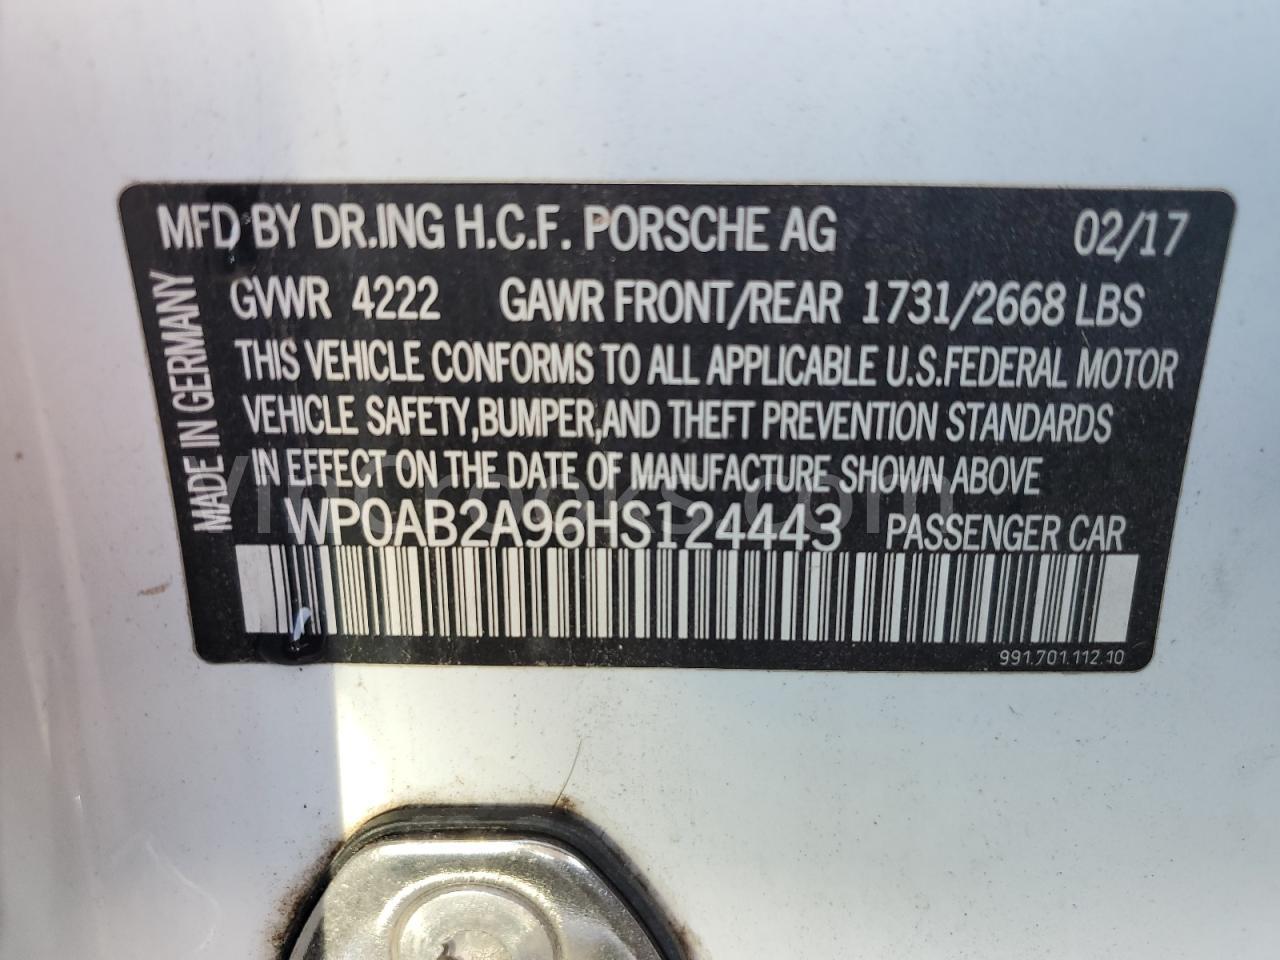 MFD BY DR.ING H.C.F. PORSCHE AG 02/17
GVWR 4222 GAWR FRONT/REAR 1731/2668 LBS
THIS VEHICLE CONFORMS TO ALL APPLICABLE U.S.FEDERAL MOTOR
VEHICLE SAFETY,BUMPER,AND THEFT PREVENTION STANDARDS
IN EFFECT ON THE DATE OF MANUFACTURE SHOWN ABOVE
WP0AB2A96HS124443 PASSENGER CAR
991.701.112.10
MADE IN GERMANY